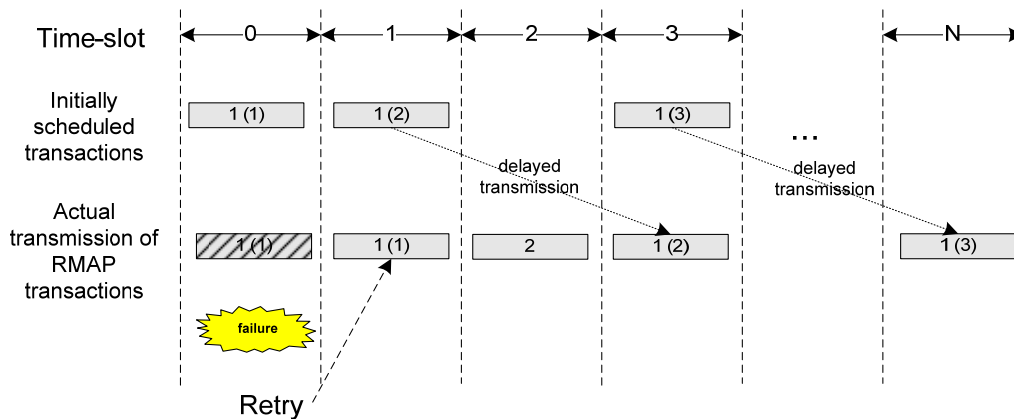 Time-slot 0 1 2 3 N
Initially
scheduled
transactions
1 (1) 1 (2) 1 (3)
...
delayed
transmission
delayed
transmission
Actual
transmission of
RMAP
transactions
1 (1) 1 (1) 2 1 (2) 1 (3)
failure
Retry